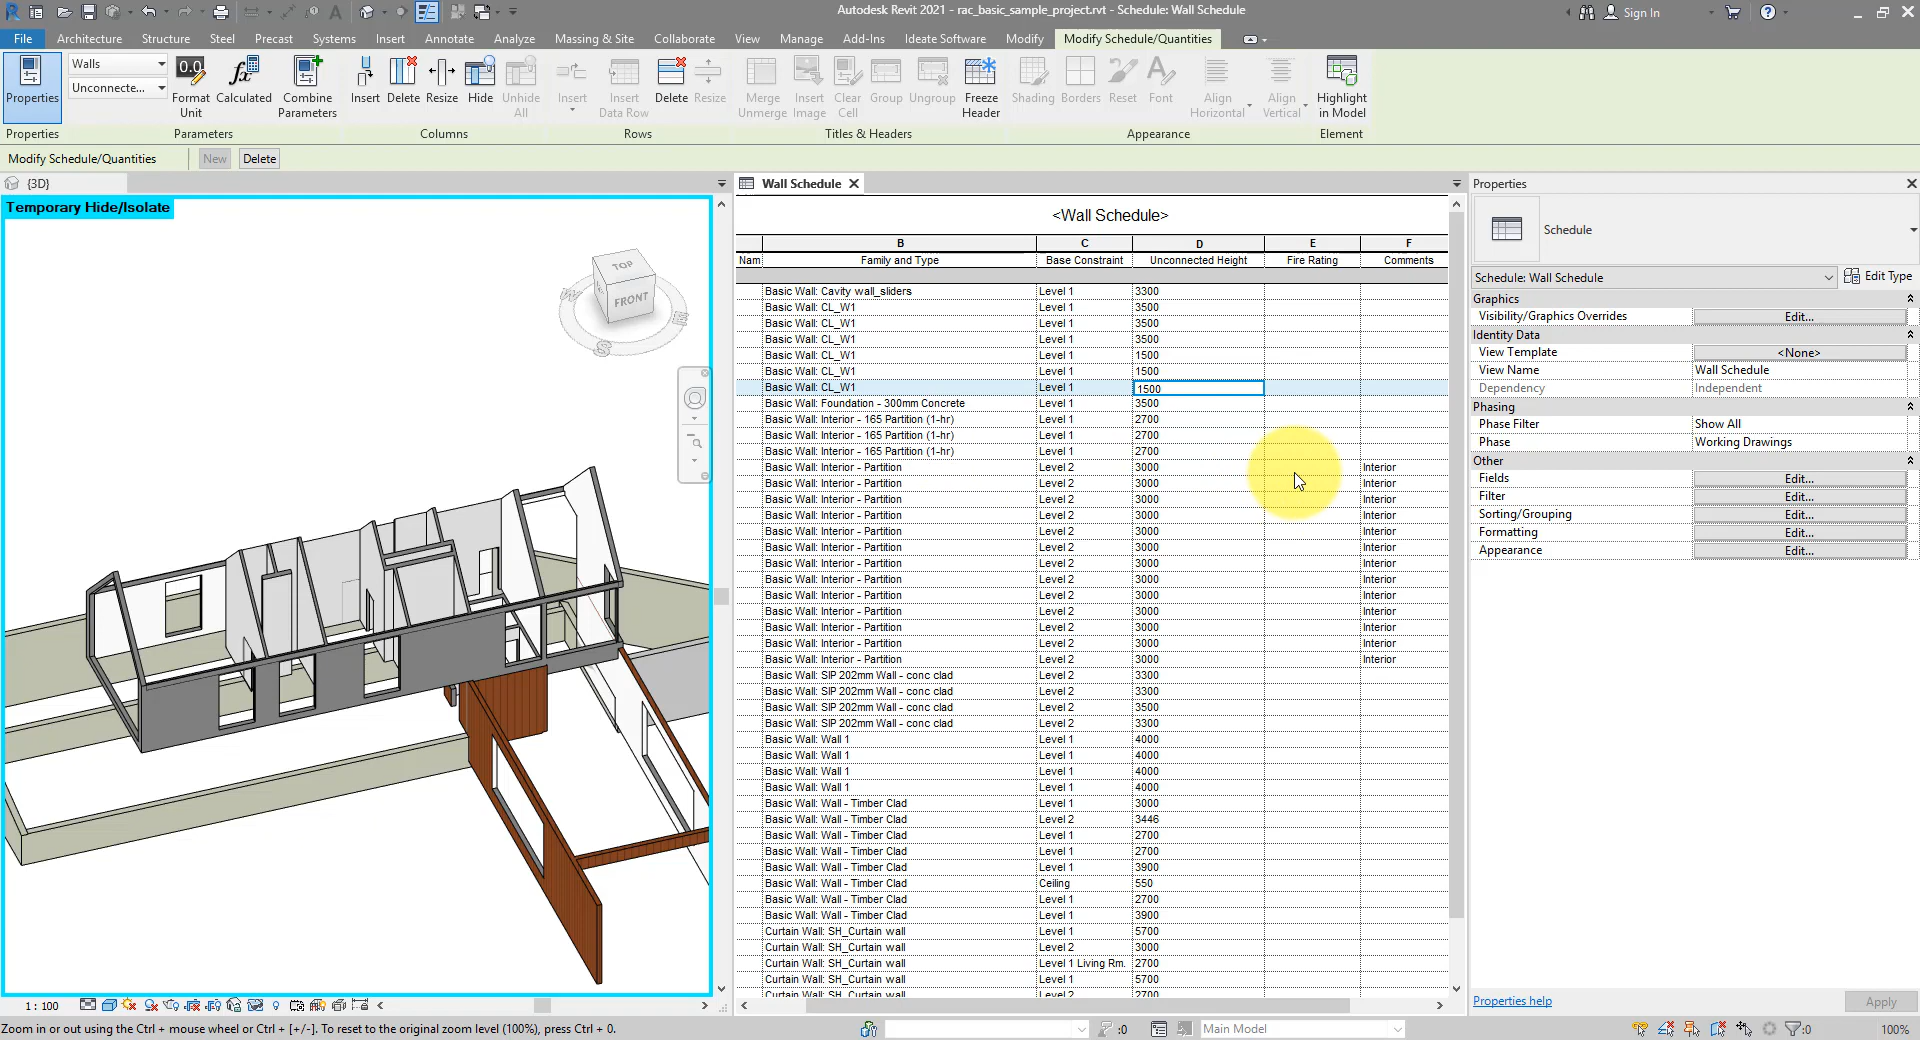 Autodesk Revit 2021 - rac_basic_sample_project.rvt - Schedule: Wall Schedule
Sign In
File Architecture Structure Steel Precast Systems Insert Annotate Analyze Massing & Site Collaborate View Manage Add-Ins Ideate Software Modify Modify Schedule/Quantities
Walls
Unconnecte...
Properties Format Unit Calculated Combine Parameters Insert Delete Resize Hide Unhide All Insert Insert Data Row Delete Resize Merge Unmerge Insert Image Clear Cell Group Ungroup Freeze Header Shading Borders Reset Font Align Horizontal Align Vertical Highlight in Model
Properties Parameters Columns Rows Titles & Headers Appearance Element
Modify Schedule/Quantities New Delete
{3D}
Temporary Hide/Isolate
TOP
FRONT
W
S
E
Wall Schedule
<Wall Schedule>
B C D E F
Nam Family and Type Base Constraint Unconnected Height Fire Rating Comments
Basic Wall: Cavity wall_sliders Level 1 3300
Basic Wall: CL_W1 Level 1 3500
Basic Wall: CL_W1 Level 1 3500
Basic Wall: CL_W1 Level 1 3500
Basic Wall: CL_W1 Level 1 1500
Basic Wall: CL_W1 Level 1 1500
Basic Wall: CL_W1 Level 1 1500
Basic Wall: Foundation - 300mm Concrete Level 1 3500
Basic Wall: Interior - 165 Partition (1-hr) Level 1 2700
Basic Wall: Interior - 165 Partition (1-hr) Level 1 2700
Basic Wall: Interior - 165 Partition (1-hr) Level 1 2700
Basic Wall: Interior - Partition Level 2 3000 Interior
Basic Wall: Interior - Partition Level 2 3000 Interior
Basic Wall: Interior - Partition Level 2 3000 Interior
Basic Wall: Interior - Partition Level 2 3000 Interior
Basic Wall: Interior - Partition Level 2 3000 Interior
Basic Wall: Interior - Partition Level 2 3000 Interior
Basic Wall: Interior - Partition Level 2 3000 Interior
Basic Wall: Interior - Partition Level 2 3000 Interior
Basic Wall: Interior - Partition Level 2 3000 Interior
Basic Wall: Interior - Partition Level 2 3000 Interior
Basic Wall: Interior - Partition Level 2 3000 Interior
Basic Wall: Interior - Partition Level 2 3000 Interior
Basic Wall: Interior - Partition Level 2 3000 Interior
Basic Wall: SIP 202mm Wall - conc clad Level 2 3300
Basic Wall: SIP 202mm Wall - conc clad Level 2 3300
Basic Wall: SIP 202mm Wall - conc clad Level 2 3500
Basic Wall: SIP 202mm Wall - conc clad Level 2 3300
Basic Wall: Wall 1 Level 1 4000
Basic Wall: Wall 1 Level 1 4000
Basic Wall: Wall 1 Level 1 4000
Basic Wall: Wall 1 Level 1 4000
Basic Wall: Wall - Timber Clad Level 1 3000
Basic Wall: Wall - Timber Clad Level 2 3446
Basic Wall: Wall - Timber Clad Level 1 2700
Basic Wall: Wall - Timber Clad Level 1 2700
Basic Wall: Wall - Timber Clad Level 1 3900
Basic Wall: Wall - Timber Clad Ceiling 550
Basic Wall: Wall - Timber Clad Level 1 2700
Basic Wall: Wall - Timber Clad Level 1 3900
Curtain Wall: SH_Curtain wall Level 1 5700
Curtain Wall: SH_Curtain wall Level 2 3000
Curtain Wall: SH_Curtain wall Level 1 Living Rm. 2700
Curtain Wall: SH_Curtain wall Level 1 5700
Curtain Wall: SH_Curtain wall Level 2 2700
Properties
Schedule
Schedule: Wall Schedule Edit Type
Graphics
Visibility/Graphics Overrides Edit...
Identity Data
View Template <None>
View Name Wall Schedule
Dependency Independent
Phasing
Phase Filter Show All
Phase Working Drawings
Other
Fields Edit...
Filter Edit...
Sorting/Grouping Edit...
Formatting Edit...
Appearance Edit...
Properties help Apply
1 : 100
Zoom in or out using the Ctrl + mouse wheel or Ctrl + [+/-]. To reset to the original zoom level (100%), press Ctrl + 0.
:0 Main Model :0 100%